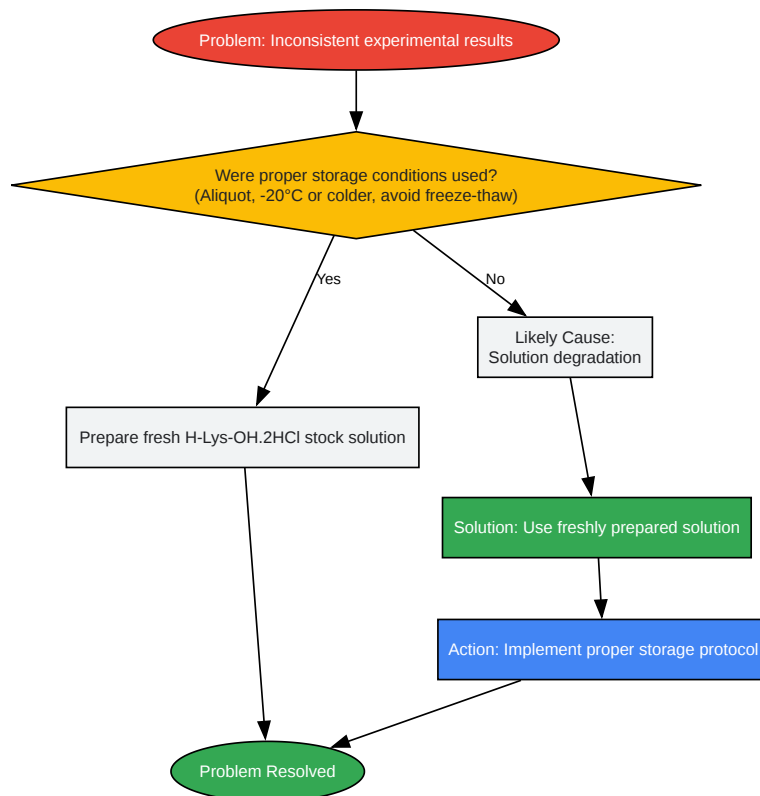 Problem: Inconsistent experimental results
Were proper storage conditions used?
(Aliquot, -20°C or colder, avoid freeze-thaw)
Yes
No
Likely Cause:
Solution degradation
Prepare fresh H-Lys-OH.2HCl stock solution
Solution: Use freshly prepared solution
Action: Implement proper storage protocol
Problem Resolved